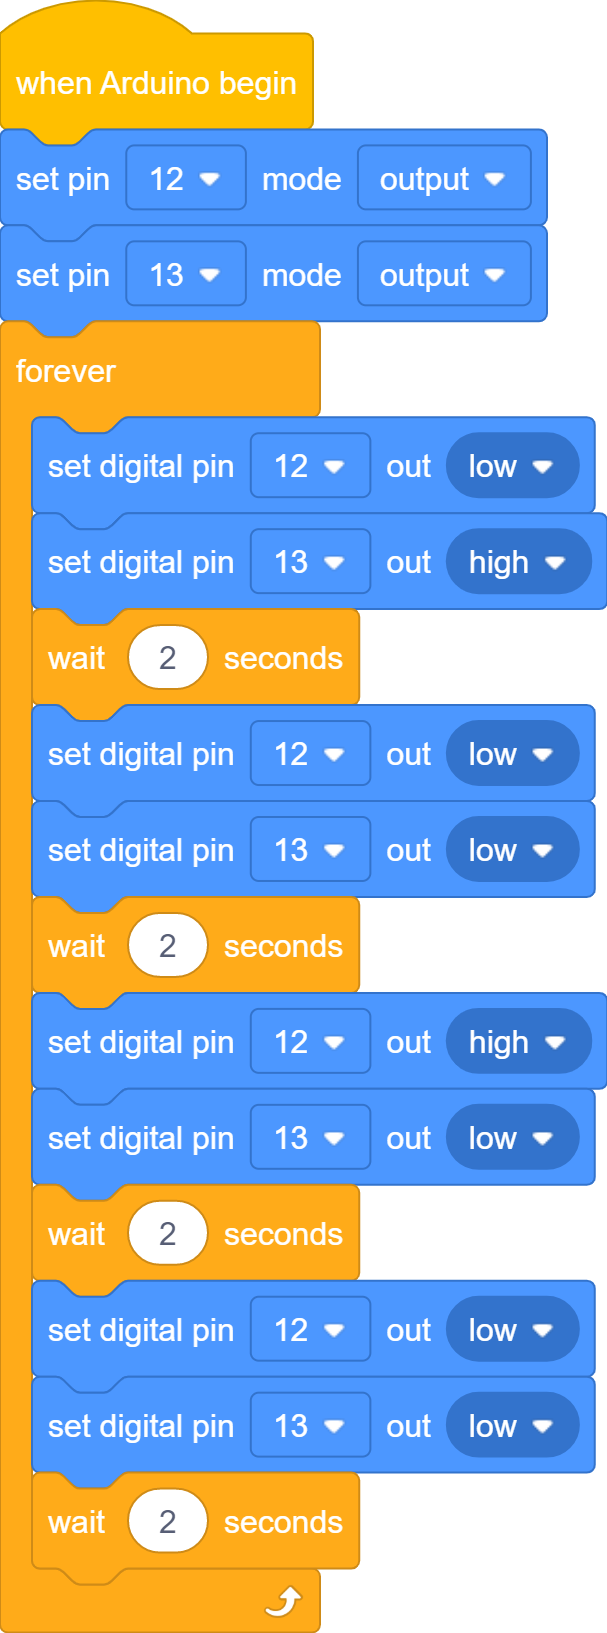 when Arduino begin
set pin 12 mode output
set pin 13 mode output
forever
set digital pin 12 out low
set digital pin 13 out high
wait 2 seconds
set digital pin 12 out low
set digital pin 13 out low
wait 2 seconds
set digital pin 12 out high
set digital pin 13 out low
wait 2 seconds
set digital pin 12 out low
set digital pin 13 out low
wait 2 seconds